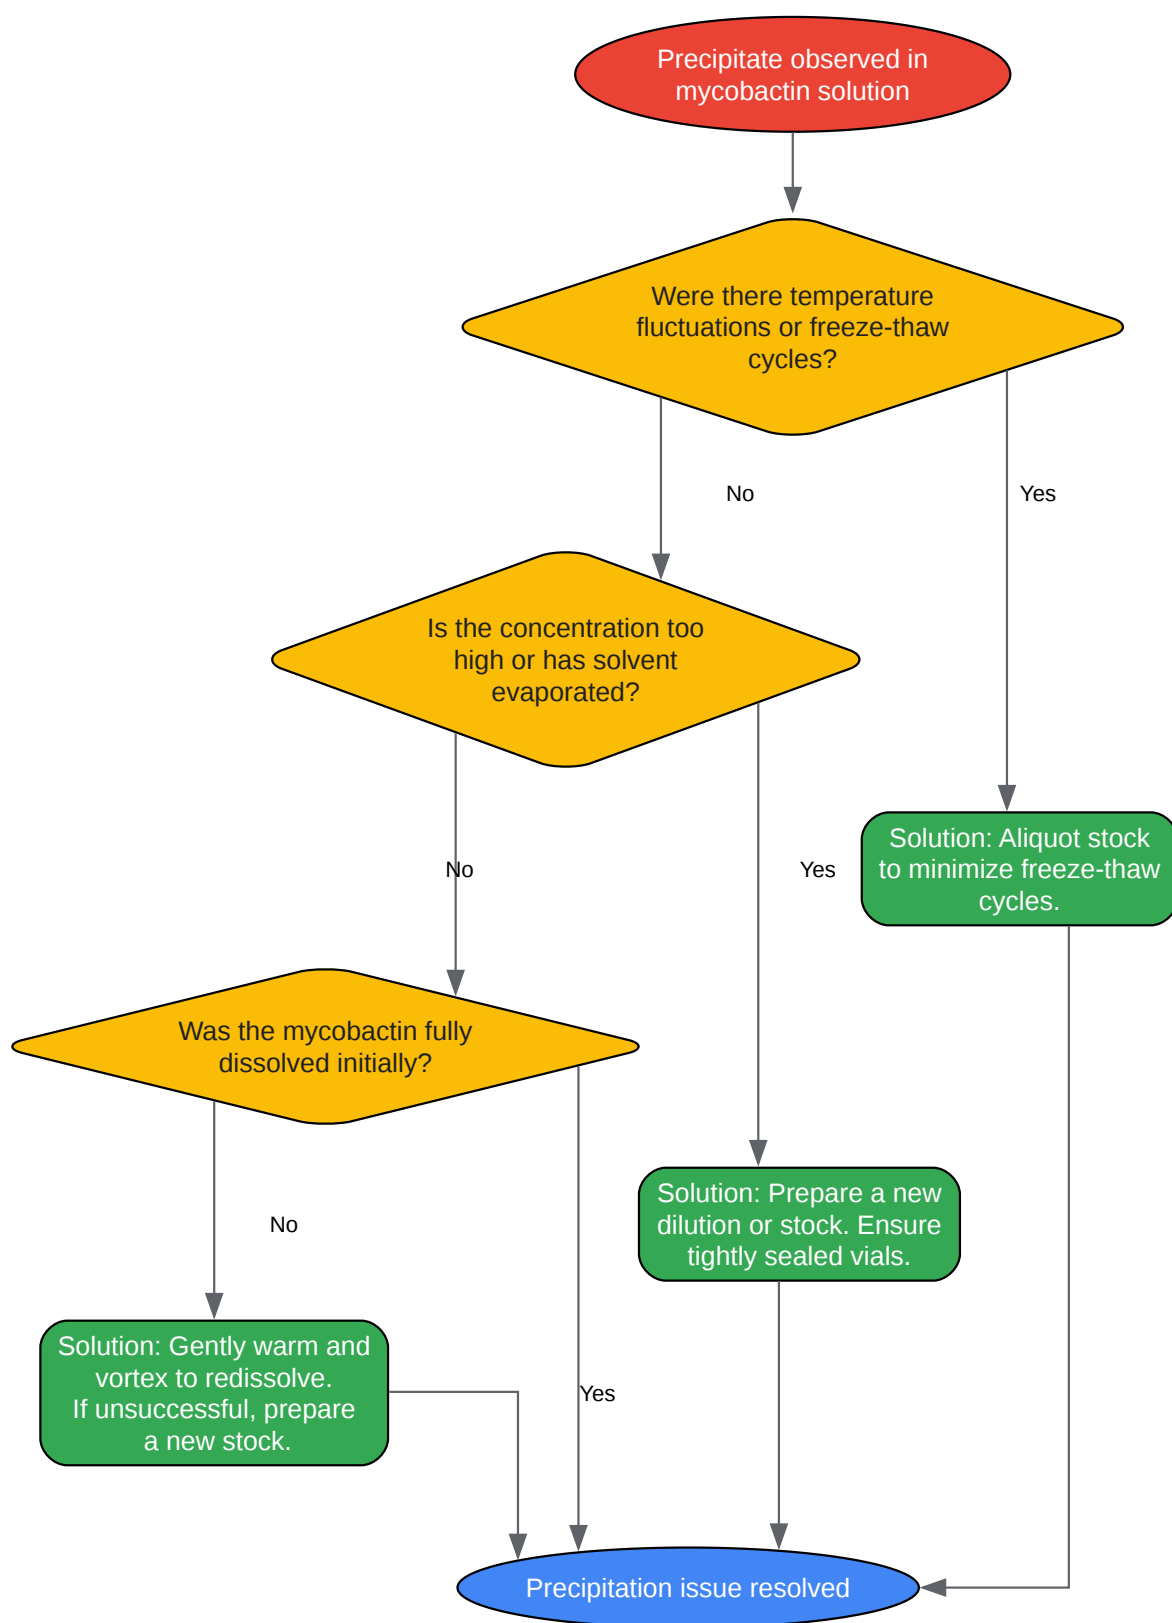 Precipitate observed in
mycobactin solution
Were there temperature
fluctuations or freeze-thaw
cycles?
No
Yes
Is the concentration too
high or has solvent
evaporated?
No
Yes
Solution: Aliquot stock
to minimize freeze-thaw
cycles.
Was the mycobactin fully
dissolved initially?
No
Yes
Solution: Prepare a new
dilution or stock. Ensure
tightly sealed vials.
Solution: Gently warm and
vortex to redissolve.
If unsuccessful, prepare
a new stock.
Precipitation issue resolved